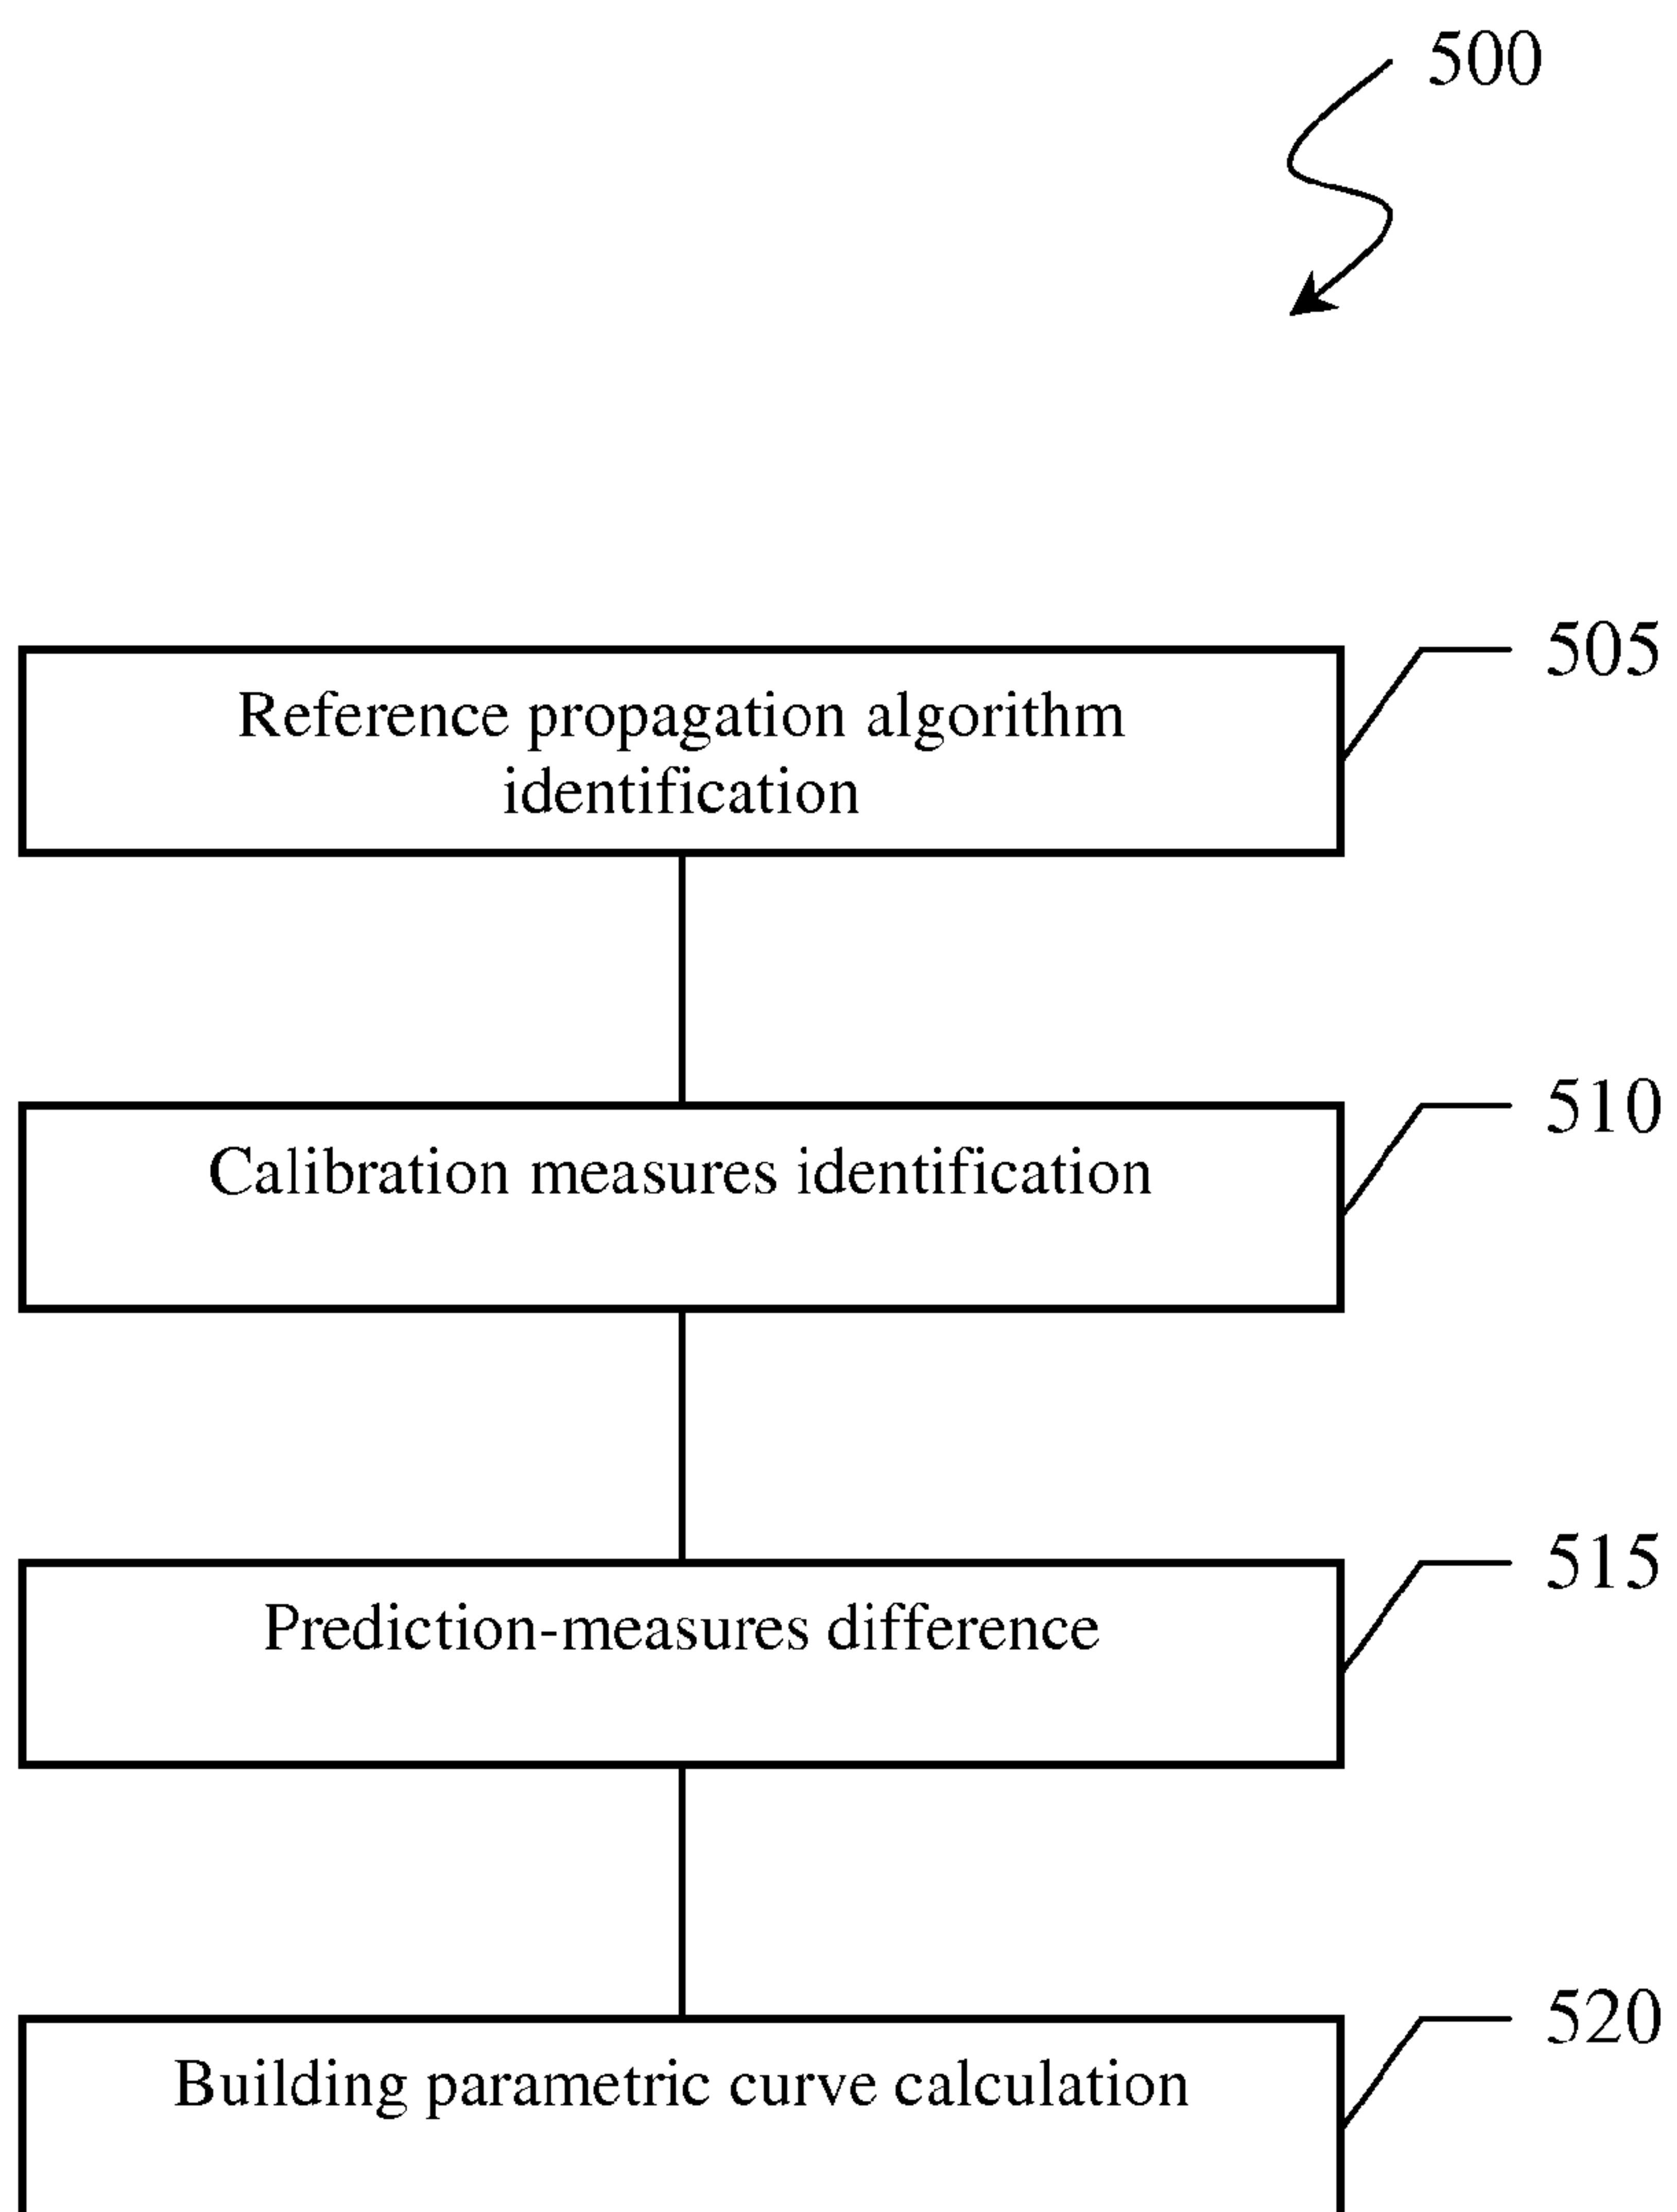 500
505
Reference propagation algorithm
identification
510
Calibration measures identification
515
Prediction-measures difference
520
Building parametric curve calculation